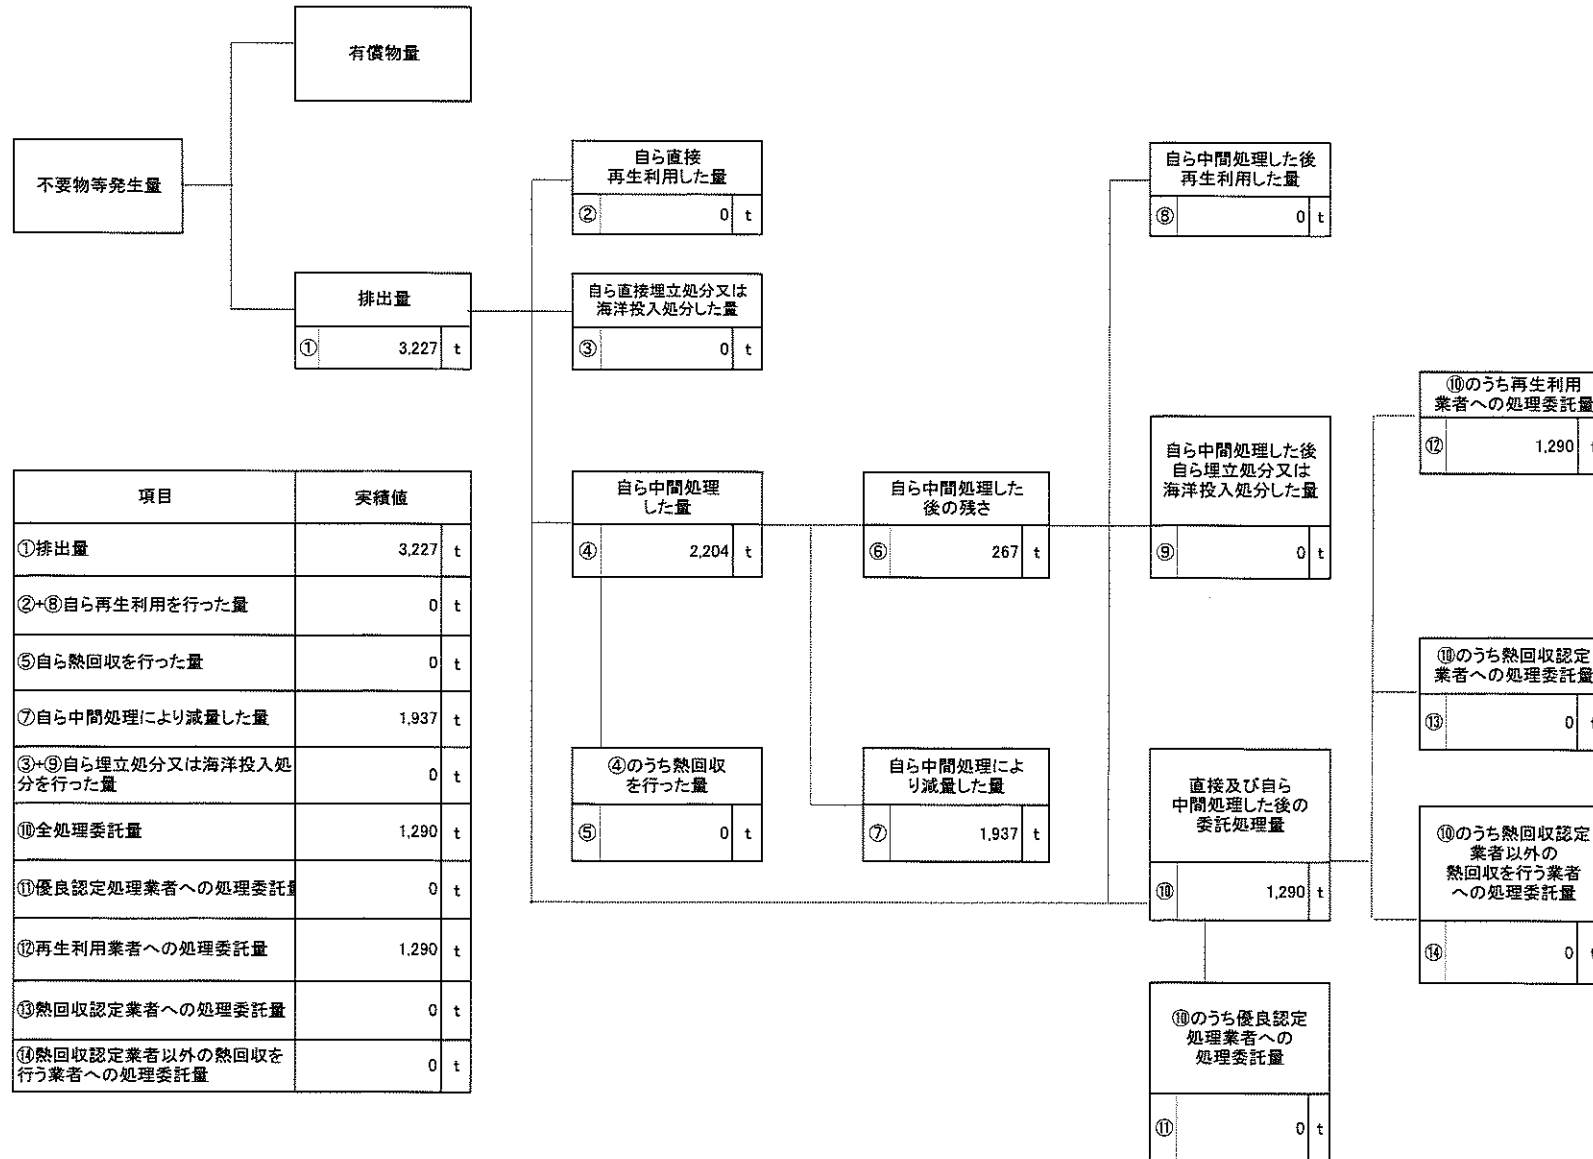 有償物量
不要物等発生量
排出量
① 3,227 t
自ら直接
再生利用した量
② 0 t
自ら直接埋立処分又は
海洋投入処分した量
③ 0 t
自ら中間処理
した量
④ 2,204 t
④のうち熱回収
を行った量
⑤ 0 t
自ら中間処理した
後の残さ
⑥ 267 t
自ら中間処理によ
り減量した量
⑦ 1,937 t
自ら中間処理した後
再生利用した量
⑧ 0 t
自ら中間処理した後
自ら埋立処分又は
海洋投入処分した量
⑨ 0 t
直接及び自ら
中間処理した後の
委託処理量
⑩ 1,290 t
⑩のうち優良認定
処理業者への
処理委託量
⑪ 0 t
⑩のうち再生利用
業者への処理委託量
⑫ 1,290 t
⑩のうち熱回収認定
業者への処理委託量
⑬ 0 t
⑩のうち熱回収認定
業者以外の
熱回収を行う業者
への処理委託量
⑭ 0 t
項目 実績値
①排出量 3,227 t
②+⑧自ら再生利用を行った量 0 t
⑤自ら熱回収を行った量 0 t
⑦自ら中間処理により減量した量 1,937 t
③+⑨自ら埋立処分又は海洋投入処
分を行った量 0 t
⑩全処理委託量 1,290 t
⑪優良認定処理業者への処理委託量 0 t
⑫再生利用業者への処理委託量 1,290 t
⑬熱回収認定業者への処理委託量 0 t
⑭熱回収認定業者以外の熱回収を
行う業者への処理委託量 0 t